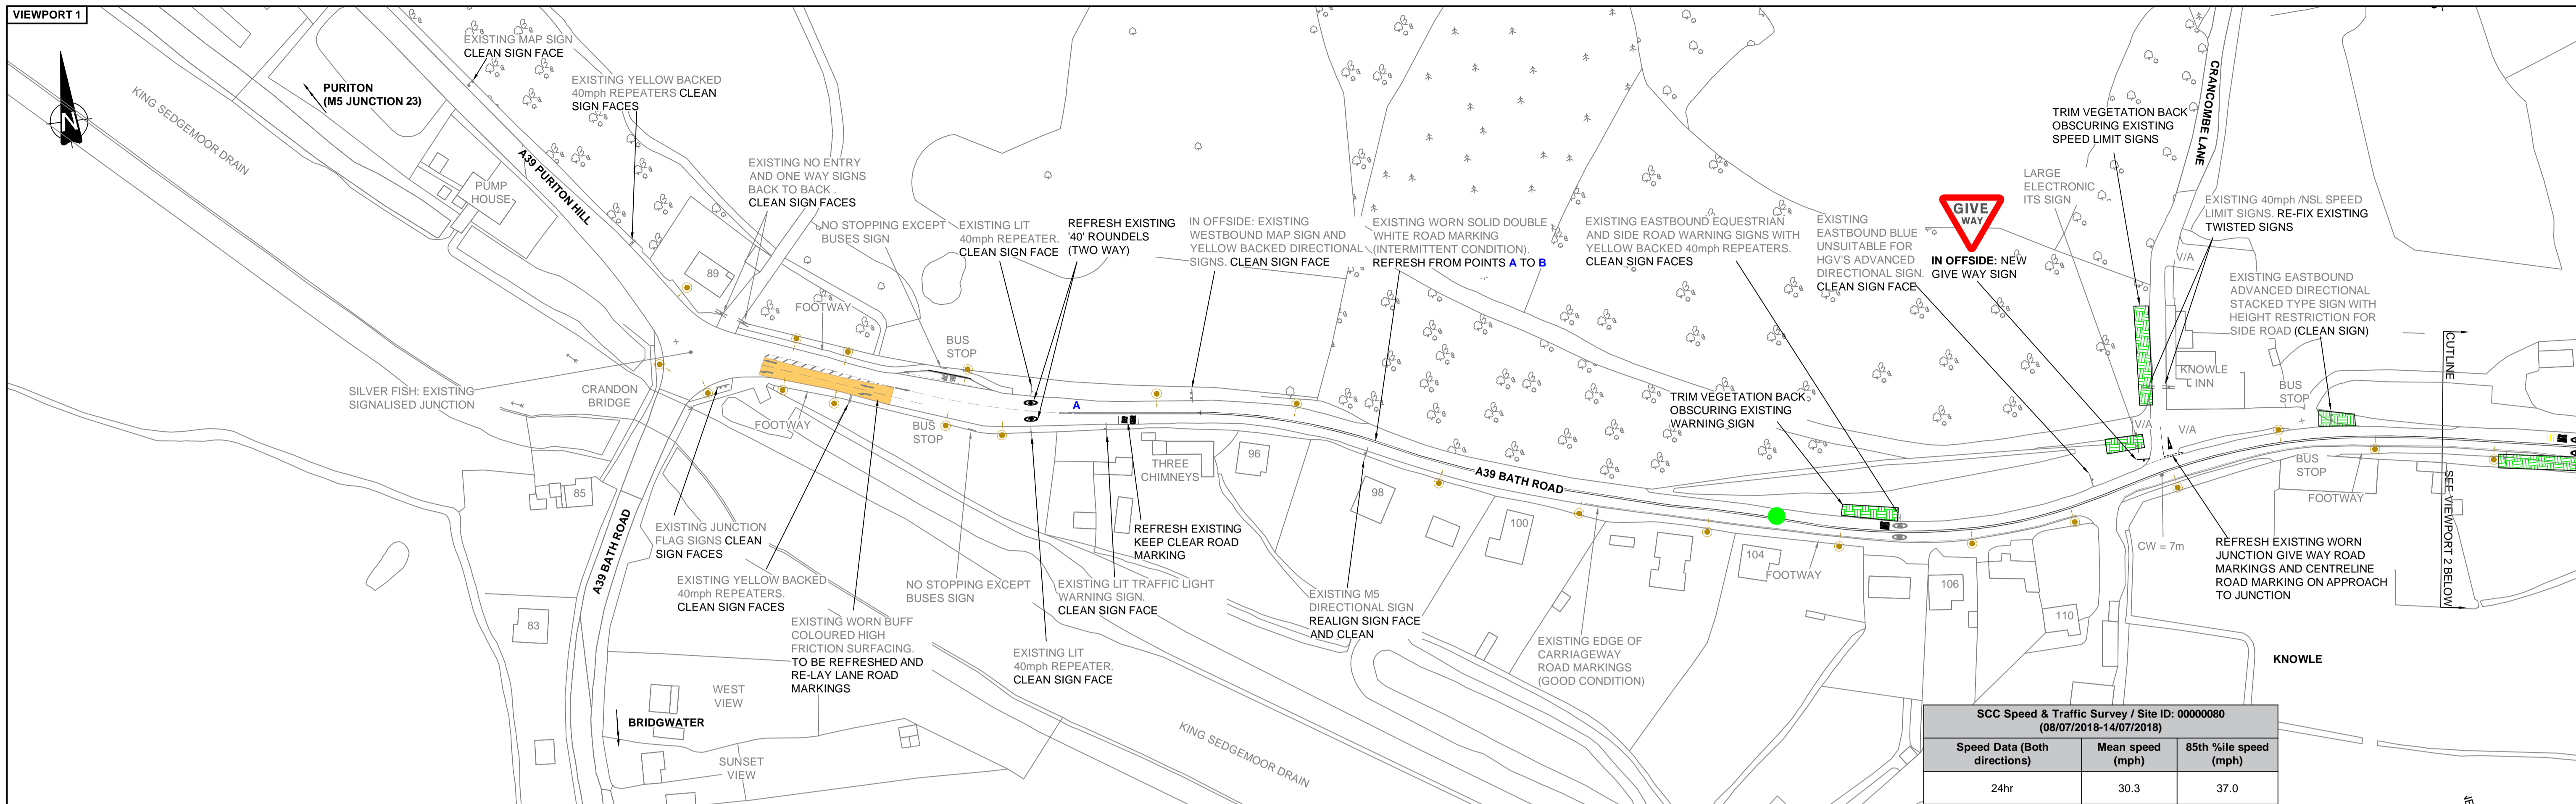 VIEWPORT 1
EXISTING MAP SIGN
CLEAN SIGN FACE
PURITON
(M5 JUNCTION 23)
EXISTING YELLOW BACKED
40mph REPEATERS CLEAN
SIGN FACES
KING SEDGEMOOR DRAIN
N
A39 PURITON HILL
PUMP
HOUSE
EXISTING NO ENTRY
AND ONE WAY SIGNS
BACK TO BACK .
CLEAN SIGN FACES
89
NO STOPPING EXCEPT
BUSES SIGN
EXISTING LIT
40mph REPEATER.
CLEAN SIGN FACE
REFRESH EXISTING
'40' ROUNDELS
(TWO WAY)
IN OFFSIDE: EXISTING
WESTBOUND MAP SIGN AND
YELLOW BACKED DIRECTIONAL
SIGNS. CLEAN SIGN FACE
EXISTING WORN SOLID DOUBLE
WHITE ROAD MARKING
(INTERMITTENT CONDITION).
REFRESH FROM POINTS A TO B
EXISTING EASTBOUND EQUESTRIAN
AND SIDE ROAD WARNING SIGNS WITH
YELLOW BACKED 40mph REPEATERS.
CLEAN SIGN FACES
EXISTING
EASTBOUND BLUE
UNSUITABLE FOR
HGV'S ADVANCED
DIRECTIONAL SIGN.
CLEAN SIGN FACE
GIVE
WAY
IN OFFSIDE: NEW
GIVE WAY SIGN
LARGE
ELECTRONIC
ITS SIGN
TRIM VEGETATION BACK
OBSCURING EXISTING
SPEED LIMIT SIGNS
CRANCOMBE LANE
EXISTING 40mph /NSL SPEED
LIMIT SIGNS. RE-FIX EXISTING
TWISTED SIGNS
V/A
EXISTING EASTBOUND
ADVANCED DIRECTIONAL
STACKED TYPE SIGN WITH
HEIGHT RESTRICTION FOR
SIDE ROAD (CLEAN SIGN)
CUTLINE
SEE VIEWPORT 2 BELOW
KNOWLE
INN
BUS
STOP
V/A
V/A
BUS
STOP
FOOTWAY
FOOTWAY
BUS
STOP
SILVER FISH: EXISTING
SIGNALISED JUNCTION
CRANDON
BRIDGE
FOOTWAY
BUS
STOP
A
THREE
CHIMNEYS
96
98
100
A39 BATH ROAD
TRIM VEGETATION BACK
OBSCURING EXISTING
WARNING SIGN
104
FOOTWAY
106
110
CW = 7m
REFRESH EXISTING WORN
JUNCTION GIVE WAY ROAD
MARKINGS AND CENTRELINE
ROAD MARKING ON APPROACH
TO JUNCTION
KNOWLE
85
83
A39 BATH ROAD
EXISTING JUNCTION
FLAG SIGNS CLEAN
SIGN FACES
EXISTING YELLOW BACKED
40mph REPEATERS.
CLEAN SIGN FACES
EXISTING WORN BUFF
COLOURED HIGH
FRICTION SURFACING.
TO BE REFRESHED AND
RE-LAY LANE ROAD
MARKINGS
NO STOPPING EXCEPT
BUSES SIGN
EXISTING LIT
40mph REPEATER.
CLEAN SIGN FACE
EXISTING LIT TRAFFIC LIGHT
WARNING SIGN.
CLEAN SIGN FACE
REFRESH EXISTING
KEEP CLEAR ROAD
MARKING
EXISTING M5
DIRECTIONAL SIGN
REALIGN SIGN FACE
AND CLEAN
EXISTING EDGE OF
CARRIAGEWAY
ROAD MARKINGS
(GOOD CONDITION)
WEST
VIEW
BRIDGWATER
SUNSET
VIEW
KING SEDGEMOOR DRAIN
SCC Speed & Traffic Survey / Site ID: 00000080
(08/07/2018-14/07/2018)
Speed Data (Both directions) Mean speed (mph) 85th %ile speed (mph)
24hr 30.3 37.0